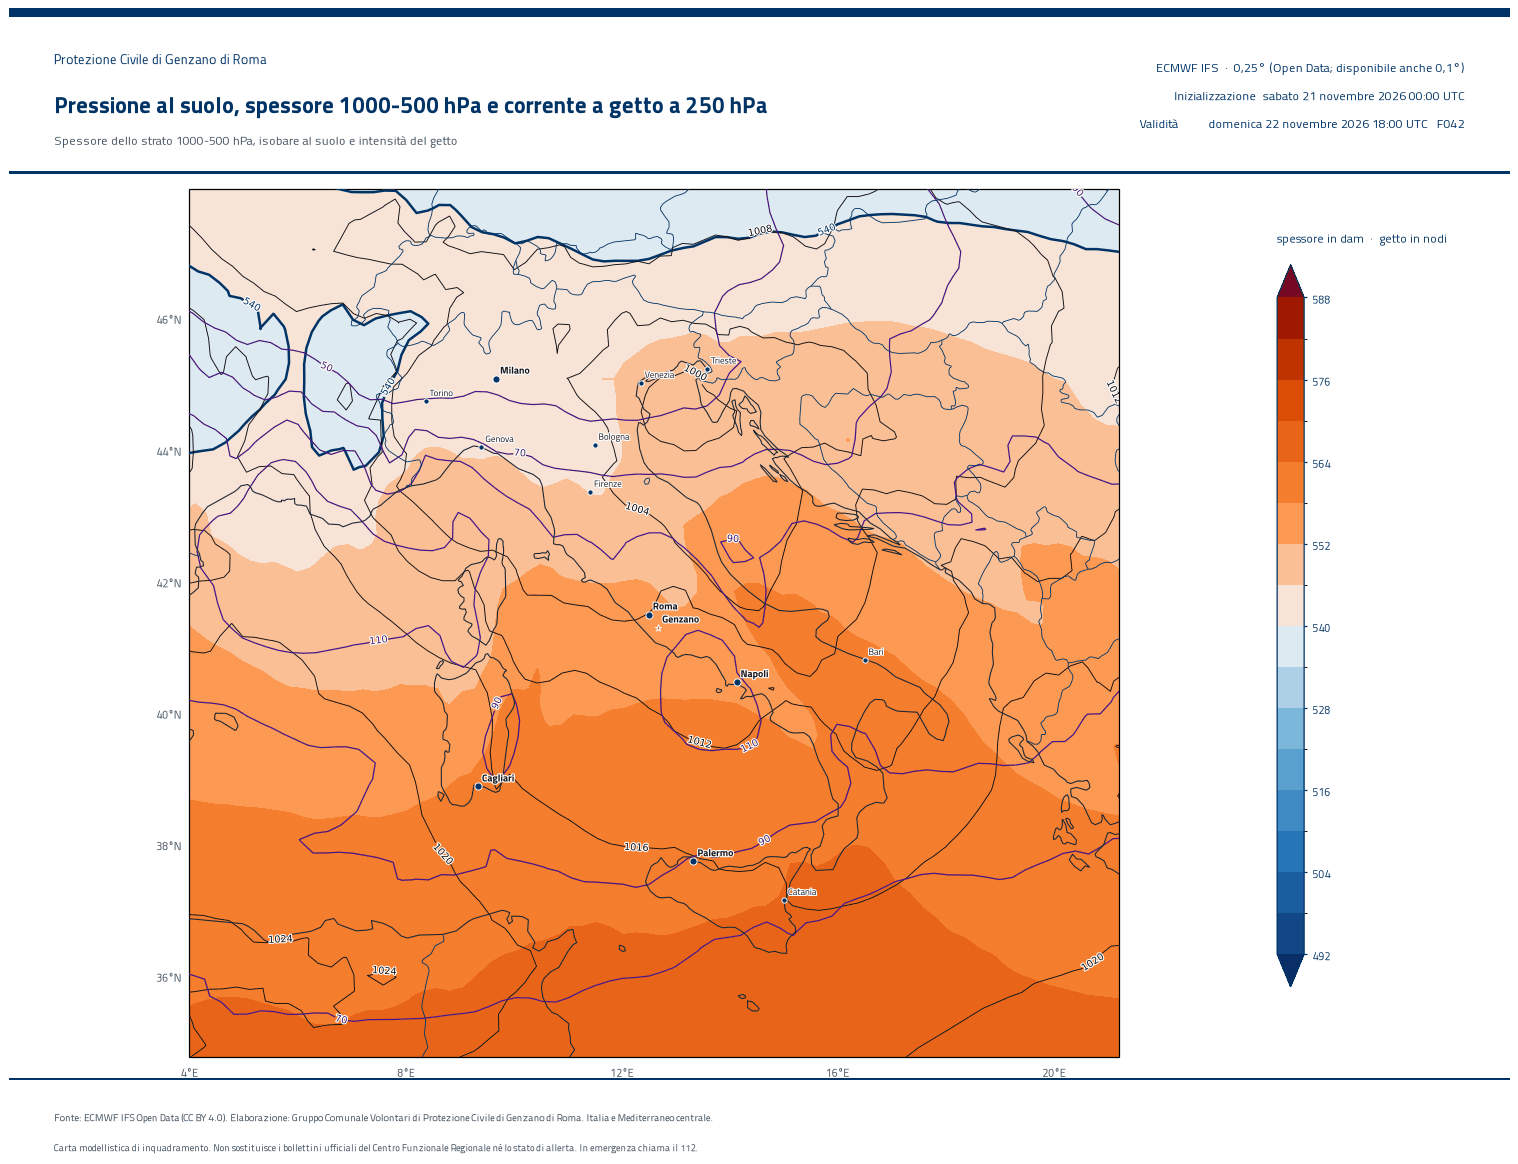 Protezione Civile di Genzano di Roma
Pressione al suolo, spessore 1000-500 hPa e corrente a getto a 250 hPa
Spessore dello strato 1000-500 hPa, isobare al suolo e intensità del getto
ECMWF IFS · 0,25° (Open Data; disponibile anche 0,1°)
Inizializzazione sabato 21 novembre 2026 00:00 UTC
Validità domenica 22 novembre 2026 18:00 UTC F042
spessore in dam · getto in nodi
588
576
564
552
540
528
516
504
492
46°N
44°N
42°N
40°N
38°N
36°N
4°E
8°E
12°E
16°E
20°E
1008
540
540
50
540
Milano
Torino
Venezia
1000
Trieste
1012
Genova
70
Bologna
Firenze
1004
90
Roma
Genzano
110
Bari
Napoli
90
1012
110
Cagliari
1016
90
Palermo
1020
Catania
1024
1024
1020
70
Fonte: ECMWF IFS Open Data (CC BY 4.0). Elaborazione: Gruppo Comunale Volontari di Protezione Civile di Genzano di Roma. Italia e Mediterraneo centrale.
Carta modellistica di inquadramento. Non sostituisce i bollettini ufficiali del Centro Funzionale Regionale né lo stato di allerta. In emergenza chiama il 112.